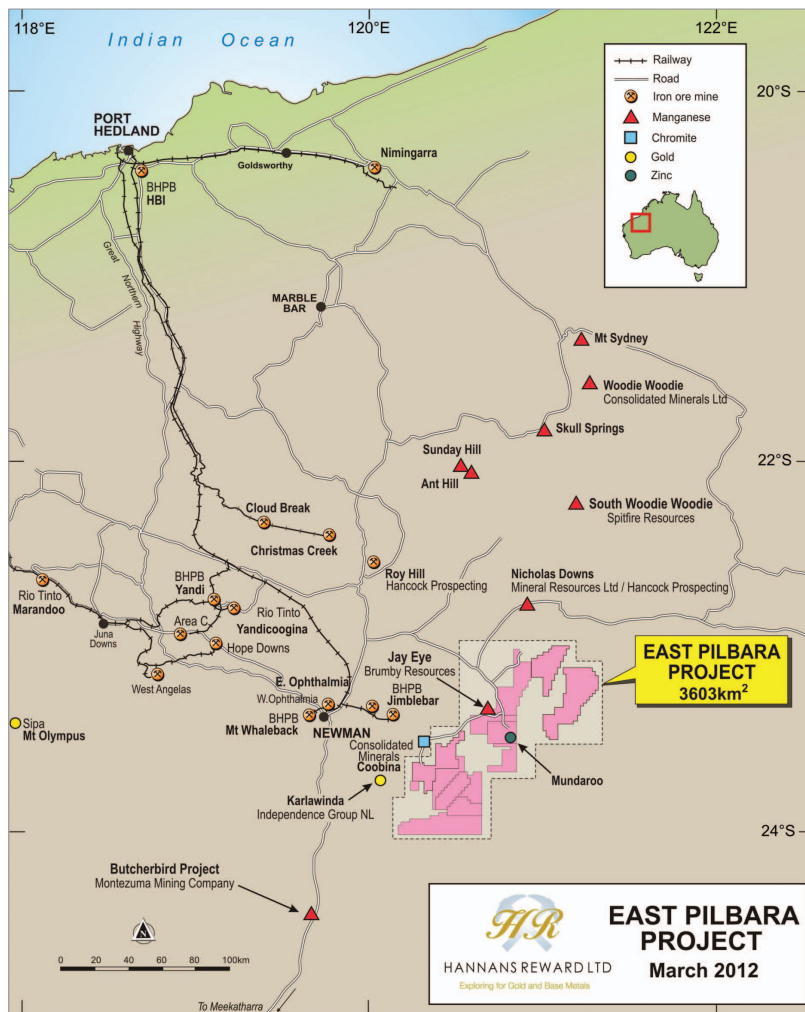 118°E
120°E
122°E
Indian Ocean
20°S
Railway
Road
Iron ore mine
Manganese
Chromite
Gold
Zinc
PORT
HEDLAND
Goldsworthy
Nimingarra
BHPB
HBI
Great Northern Highway
MARBLE
BAR
Mt Sydney
Woodie Woodie
Consolidated Minerals Ltd
Skull Springs
Sunday Hill
Ant Hill
22°S
South Woodie Woodie
Spitfire Resources
Cloud Break
Christmas Creek
Roy Hill
Hancock Prospecting
Nicholas Downs
Mineral Resources Ltd / Hancock Prospecting
Rio Tinto
Marandoo
BHPB
Yandi
Rio Tinto
Yandicoogina
Area C
Juna
Downs
Hope Downs
West Angelas
Jay Eye
Brumby Resources
EAST PILBARA
PROJECT
3603km²
E. Ophthalmia
W.Ophthalmia
BHPB
Jimblebar
BHPB
Mt Whaleback
NEWMAN
Sipa
Mt Olympus
Consolidated
Minerals
Coobina
Mundaroo
Karlawinda
Independence Group NL
24°S
Butcherbird Project
Montezuma Mining Company
N
0 20 40 60 80 100km
To Meekatharra
HR
HANNANS REWARD LTD
Exploring for Gold and Base Metals
EAST PILBARA
PROJECT
March 2012